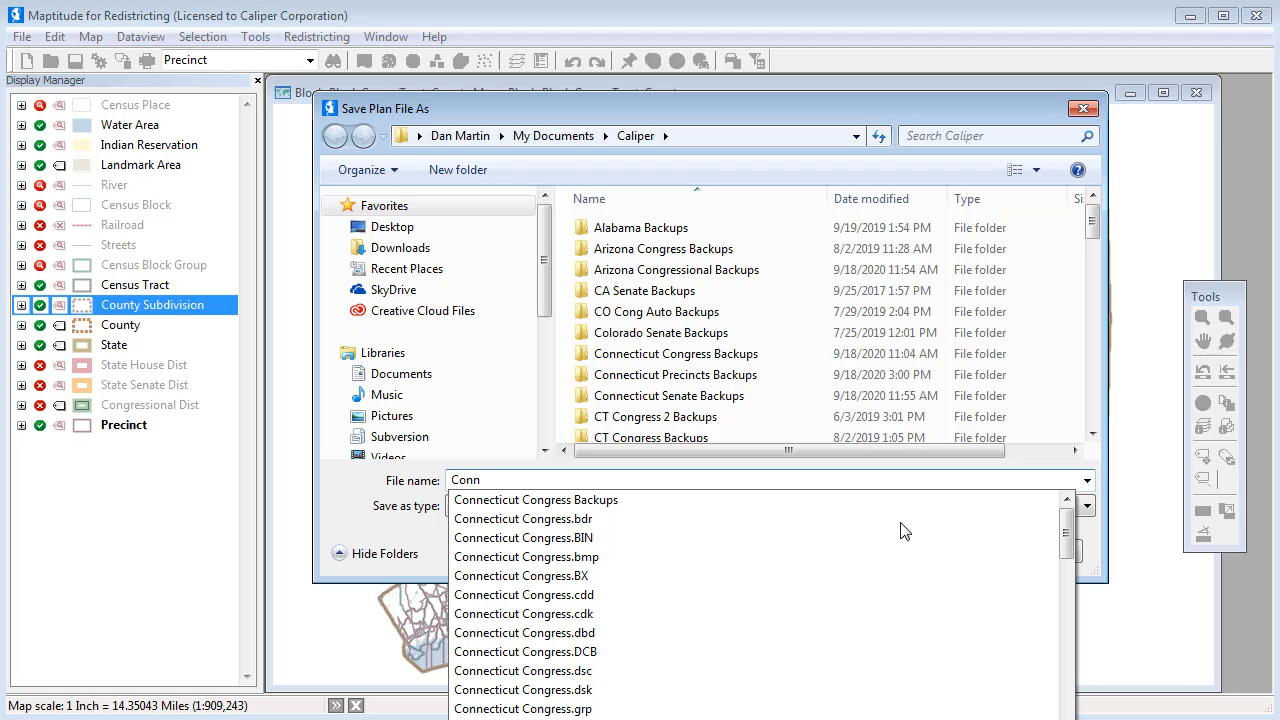 Maptitude for Redistricting (Licensed to Caliper Corporation)
File Edit Map Dataview Selection Tools Redistricting Window Help
Precinct
Display Manager
Census Place
Water Area
Indian Reservation
Landmark Area
River
Census Block
Railroad
Streets
Census Block Group
Census Tract
County Subdivision
County
State
State House Dist
State Senate Dist
Congressional Dist
Precinct
Save Plan File As
Dan Martin My Documents Caliper
Search Caliper
Organize New folder
Favorites
Desktop
Downloads
Recent Places
SkyDrive
Creative Cloud Files
Libraries
Documents
Music
Pictures
Subversion
Videos
Name Date modified Type Si
Alabama Backups 9/19/2019 1:54 PM File folder
Arizona Congress Backups 8/2/2019 11:28 AM File folder
Arizona Congressional Backups 9/18/2020 11:54 AM File folder
CA Senate Backups 9/25/2017 1:57 PM File folder
CO Cong Auto Backups 7/29/2019 2:04 PM File folder
Colorado Senate Backups 7/25/2019 12:01 PM File folder
Connecticut Congress Backups 9/18/2020 11:04 AM File folder
Connecticut Precincts Backups 9/18/2020 3:00 PM File folder
Connecticut Senate Backups 9/18/2020 11:55 AM File folder
CT Congress 2 Backups 6/3/2019 3:01 PM File folder
CT Congress Backups 8/2/2019 1:05 PM File folder
File name: Conn
Save as type:
Hide Folders
Connecticut Congress Backups
Connecticut Congress.bdr
Connecticut Congress.BIN
Connecticut Congress.bmp
Connecticut Congress.BX
Connecticut Congress.cdd
Connecticut Congress.cdk
Connecticut Congress.dbd
Connecticut Congress.DCB
Connecticut Congress.dsc
Connecticut Congress.dsk
Connecticut Congress.grp
Tools
Map scale: 1 Inch = 14.35043 Miles (1:909,243)